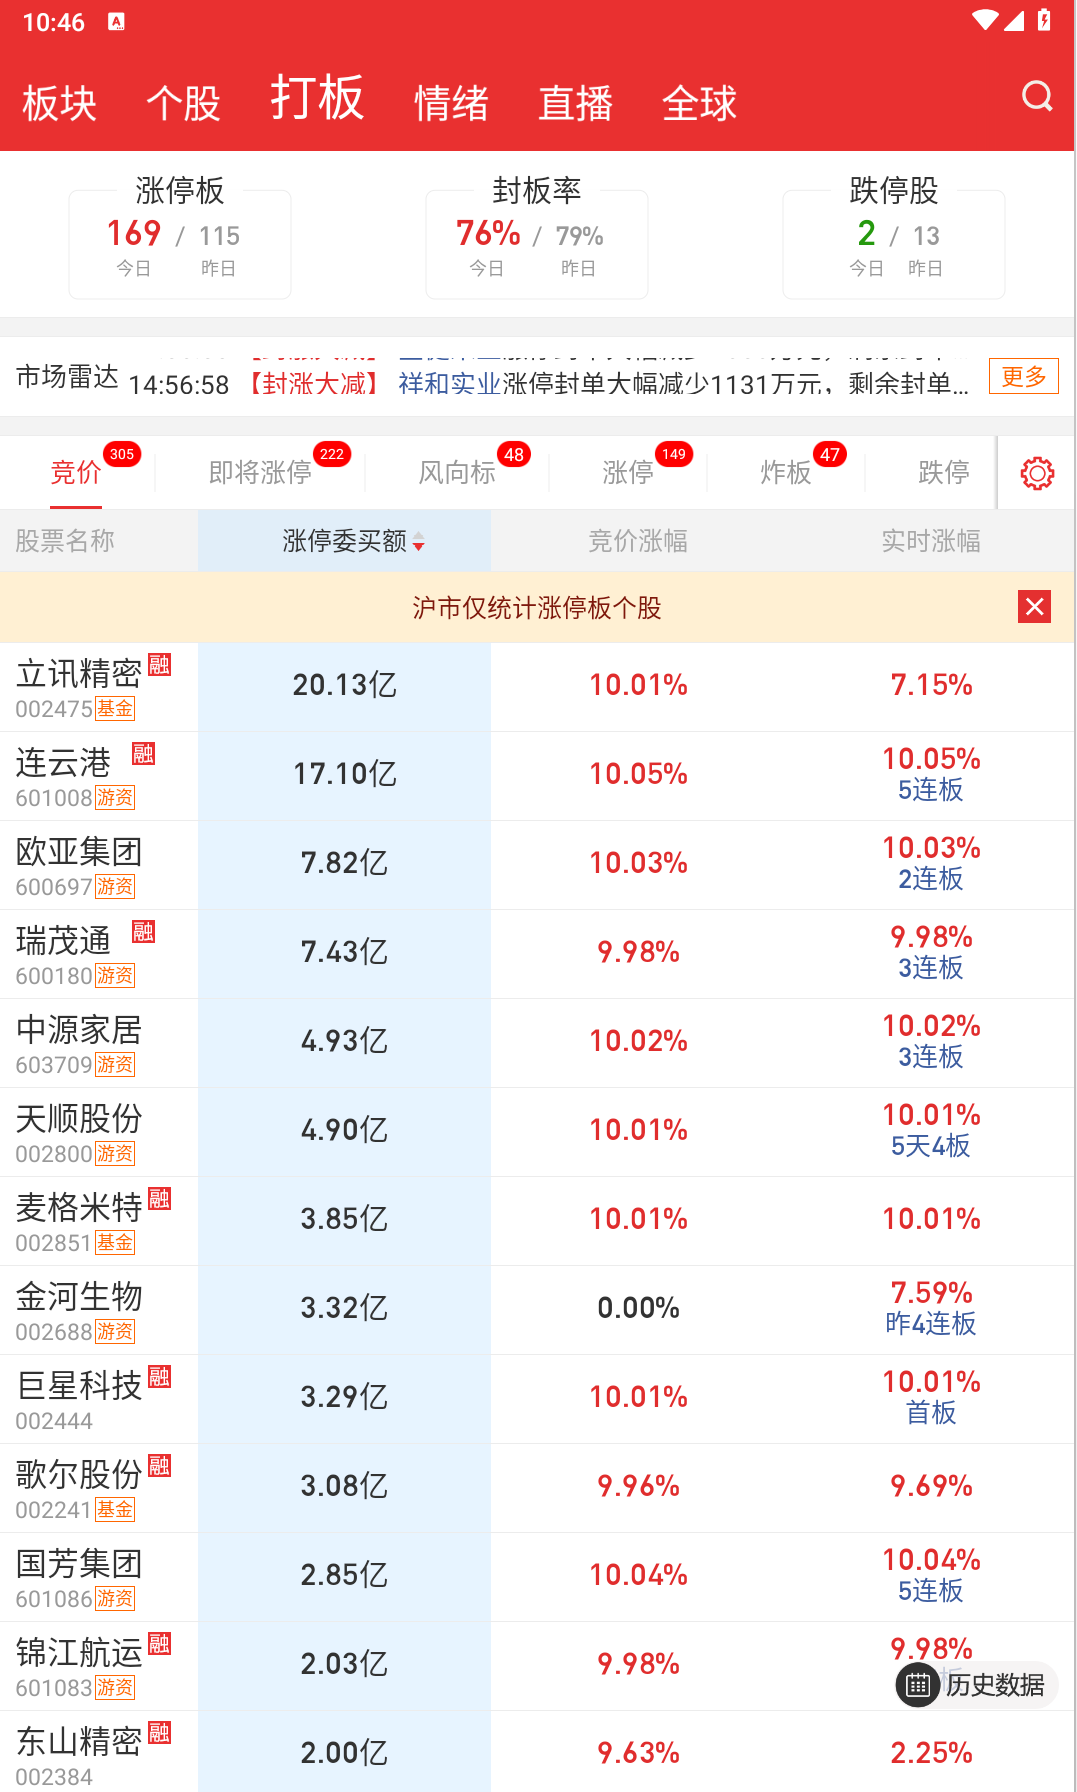 10:46
板块 个股 打板 情绪 直播 全球
涨停板 封板率 跌停股
169 / 115 76% / 79% 2 / 13
今日 昨日 今日 昨日 今日 昨日
市场雷达 14:56:58 【封涨大减】 祥和实业涨停封单大幅减少1131万元，剩余封单... 更多
竞价 305 即将涨停 222 风向标 48 涨停 149 炸板 47 跌停
股票名称 涨停委买额 竞价涨幅 实时涨幅
沪市仅统计涨停板个股
立讯精密 融 20.13亿 10.01% 7.15%
002475 基金
连云港 融 17.10亿 10.05% 10.05%
601008 游资 5连板
欧亚集团 7.82亿 10.03% 10.03%
600697 游资 2连板
瑞茂通 融 7.43亿 9.98% 9.98%
600180 游资 3连板
中源家居 4.93亿 10.02% 10.02%
603709 游资 3连板
天顺股份 4.90亿 10.01% 10.01%
002800 游资 5天4板
麦格米特 融 3.85亿 10.01% 10.01%
002851 基金
金河生物 3.32亿 0.00% 7.59%
002688 游资 昨4连板
巨星科技 融 3.29亿 10.01% 10.01%
002444 首板
歌尔股份 融 3.08亿 9.96% 9.69%
002241 基金
国芳集团 2.85亿 10.04% 10.04%
601086 游资 5连板
锦江航运 融 2.03亿 9.98% 9.98%
601083 游资 历史数据
东山精密 融 2.00亿 9.63% 2.25%
002384